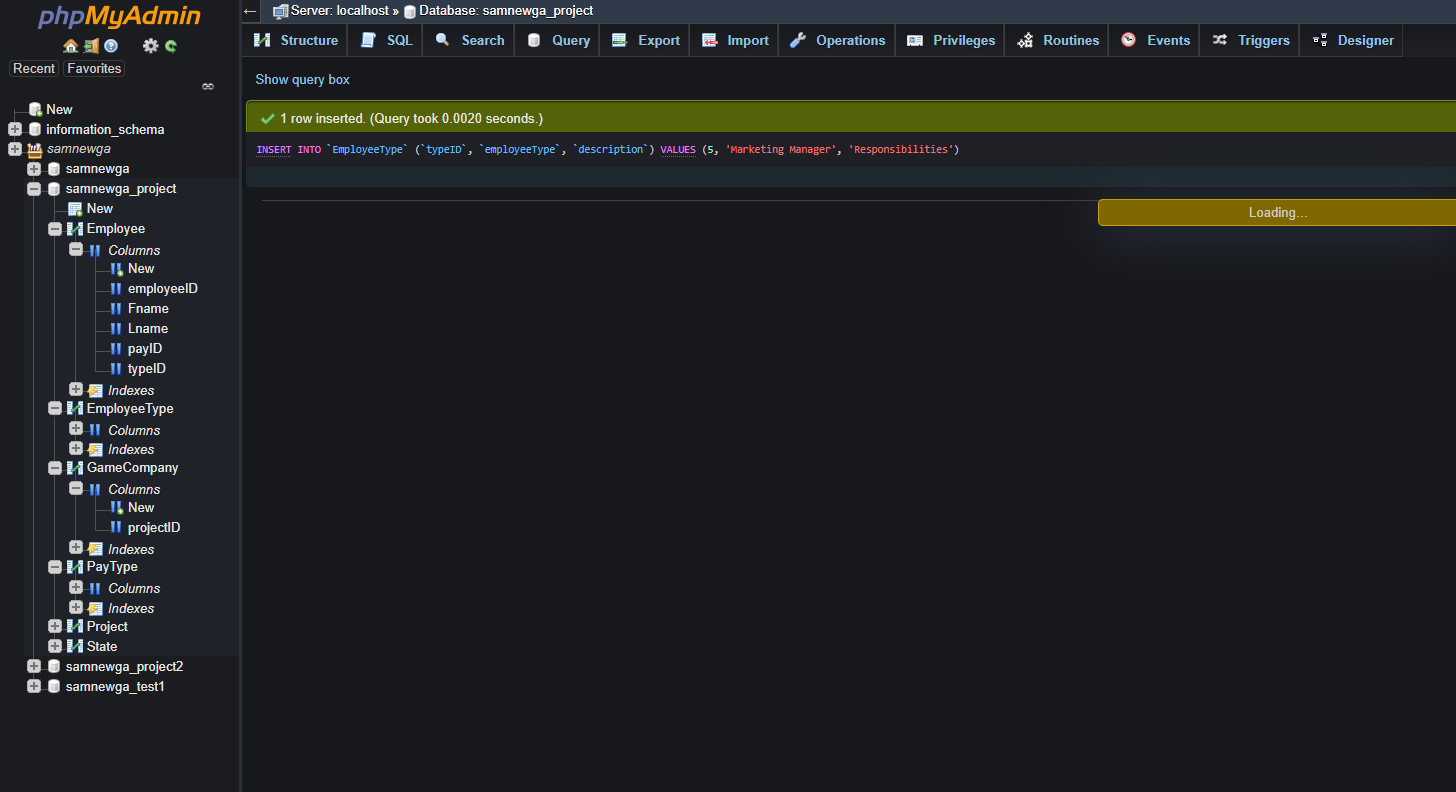 phpMyAdmin
Recent Favorites
New
information_schema
samnewga
samnewga
samnewga_project
New
Employee
Columns
New
employeeID
Fname
Lname
payID
typeID
Indexes
EmployeeType
Columns
Indexes
GameCompany
Columns
New
projectID
Indexes
PayType
Columns
Indexes
Project
State
samnewga_project2
samnewga_test1
Server: localhost » Database: samnewga_project
Structure SQL Search Query Export Import Operations Privileges Routines Events Triggers Designer
Show query box
1 row inserted. (Query took 0.0020 seconds.)
INSERT INTO `EmployeeType` (`typeID`, `employeeType`, `description`) VALUES (5, 'Marketing Manager', 'Responsibilities')
Loading...